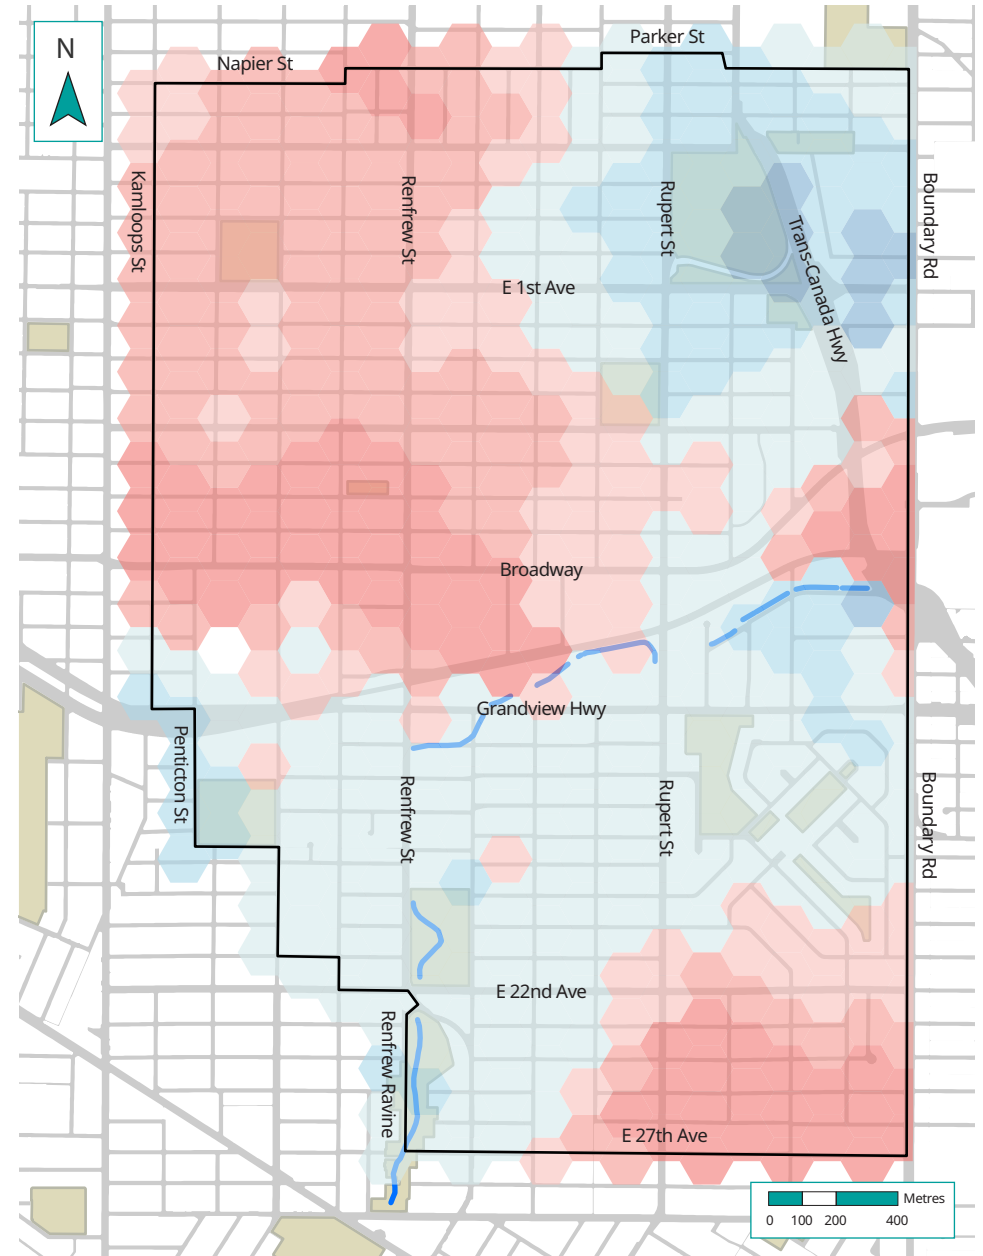 Parker St
N
Napier St
Kamloops St
Renfrew St
Rupert St
Boundary Rd
Trans-Canada Hwy
E 1st Ave
Broadway
Grandview Hwy
Penticton St
Renfrew St
Rupert St
Boundary Rd
E 22nd Ave
Renfrew Ravine
E 27th Ave
Metres
0 100 200 400